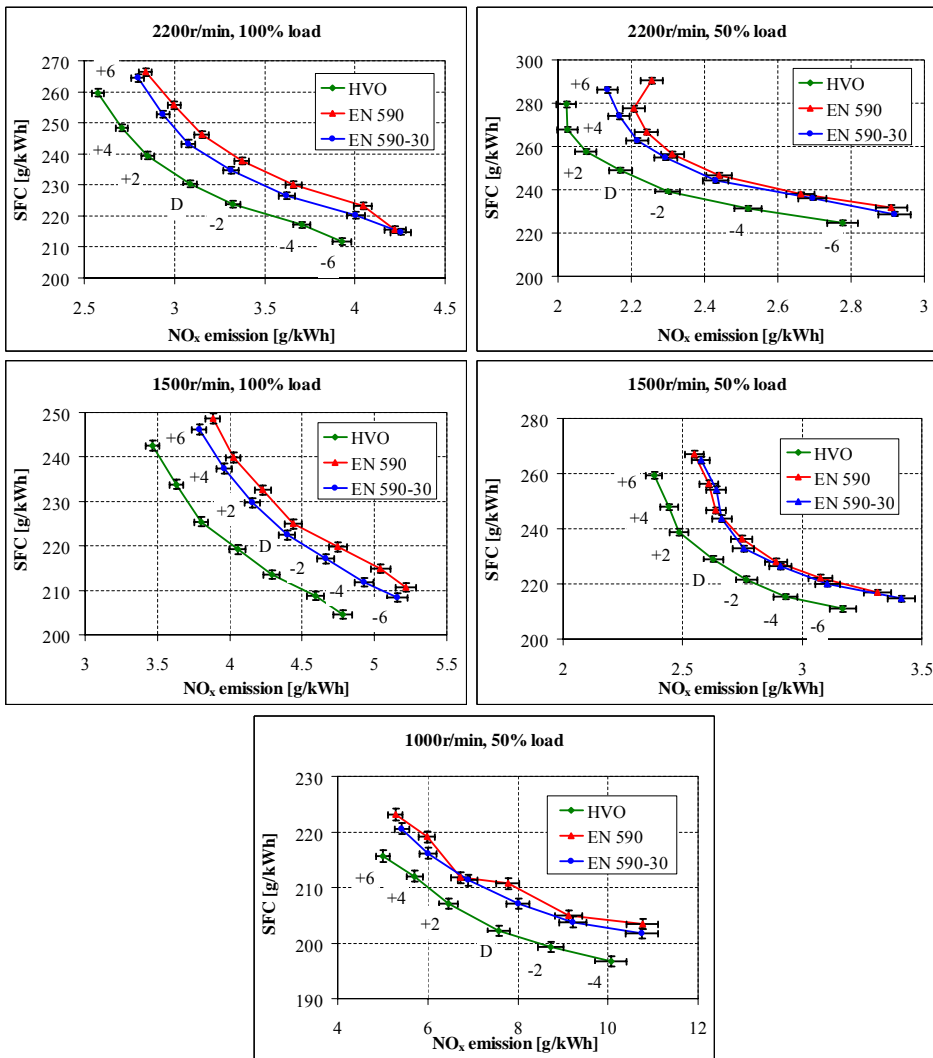 2200r/min, 100% load
270
260
250
240
230
220
210
200
SFC [g/kWh]
+6
+4
+2
D
-2
-4
-6
HVO
EN 590
EN 590-30
2.5 3 3.5 4 4.5
NOx emission [g/kWh]
2200r/min, 50% load
300
280
260
240
220
200
SFC [g/kWh]
+6
+4
+2
D
-2
-4
-6
HVO
EN 590
EN 590-30
2 2.2 2.4 2.6 2.8 3
NOx emission [g/kWh]
1500r/min, 100% load
250
240
230
220
210
200
SFC [g/kWh]
+6
+4
+2
D
-2
-4
-6
HVO
EN 590
EN 590-30
3 3.5 4 4.5 5 5.5
NOx emission [g/kWh]
1500r/min, 50% load
280
260
240
220
200
SFC [g/kWh]
+6
+4
+2
D
-2
-4
-6
HVO
EN 590
EN 590-30
2 2.5 3 3.5
NOx emission [g/kWh]
1000r/min, 50% load
230
220
210
200
190
SFC [g/kWh]
+6
+4
+2
D
-2
-4
HVO
EN 590
EN 590-30
4 6 8 10 12
NOx emission [g/kWh]